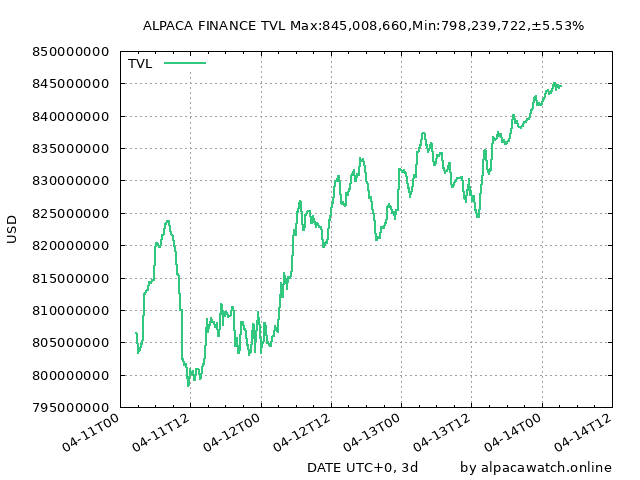 ALPACA FINANCE TVL Max:845,008,660,Min:798,239,722,±5.53%
850000000
TVL
845000000
840000000
835000000
830000000
825000000
USD
820000000
815000000
810000000
805000000
800000000
795000000
04-11T00
04-11T12
04-12T00
04-12T12
04-13T00
04-13T12
04-14T00
04-14T12
DATE UTC+0, 3d
by alpacawatch.online